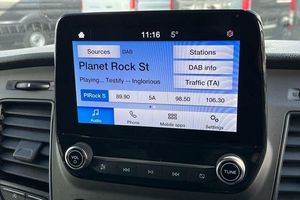 11:16 5°
Sources DAB Stations
Planet Rock St
DAB info
Playing... Testify -- Inglorious
Traffic (TA)
PlRock S 89.90 5A 98.50 106.30
Audio Phone Mobile apps Settings
VOL TUNE